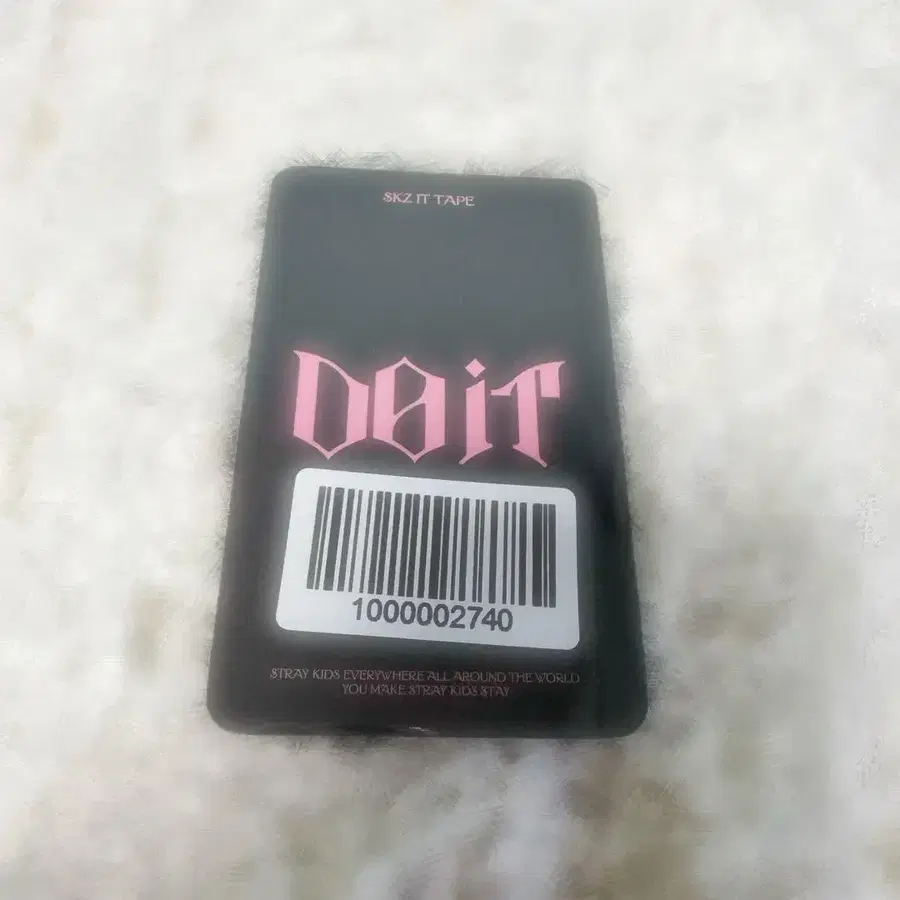 SKZ IT TAPE
DO IT
1000002740
STRAY KIDS EVERYWHERE ALL AROUND THE WORLD
YOU MAKE STRAY KIDS STAY